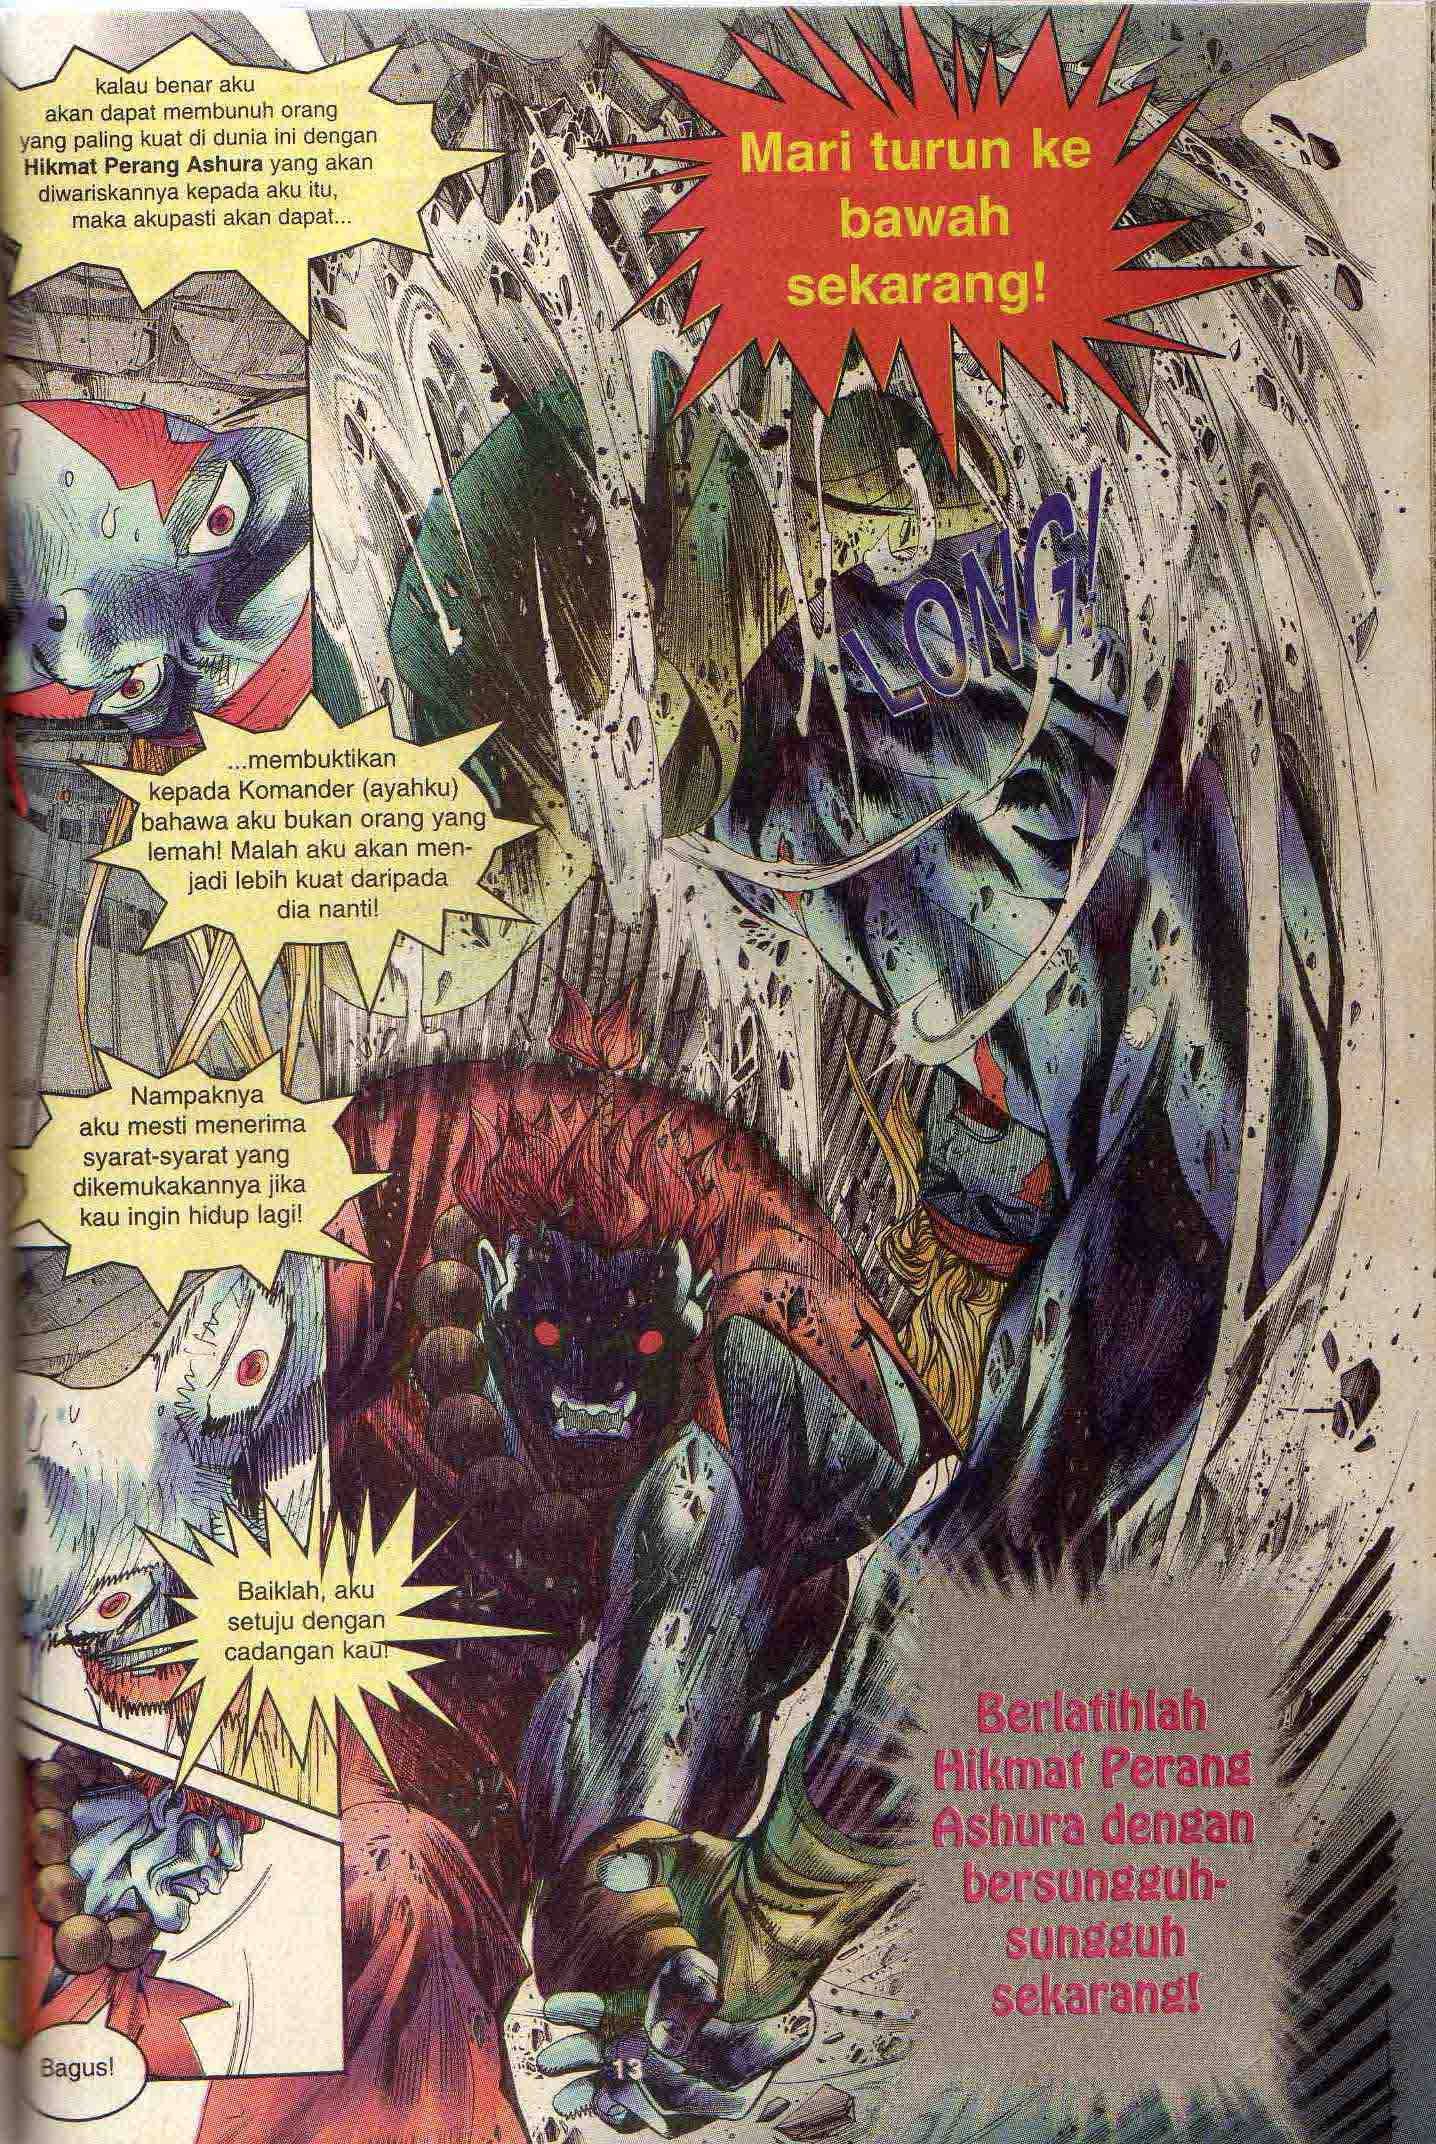 kalau benar aku
akan dapat membunuh orang
yang paling kuat di dunia ini dengan
Hikmat Perang Ashura yang akan
diwariskannya kepada aku itu,
maka akupasti akan dapat...
...membuktikan
kepada Komander (ayahku)
bahawa aku bukan orang yang
lemah! Malah aku akan men-
jadi lebih kuat daripada
dia nanti!
Nampaknya
aku mesti menerima
syarat-syarat yang
dikemukakannya jika
kau ingin hidup lagi!
Baiklah, aku
setuju dengan
cadangan kau!
Bagus!
Mari turun ke
bawah
sekarang!
LONG!
Berlatihlah
Hikmat Perang
Ashura dengan
bersungguh-
sungguh
sekarang!
13